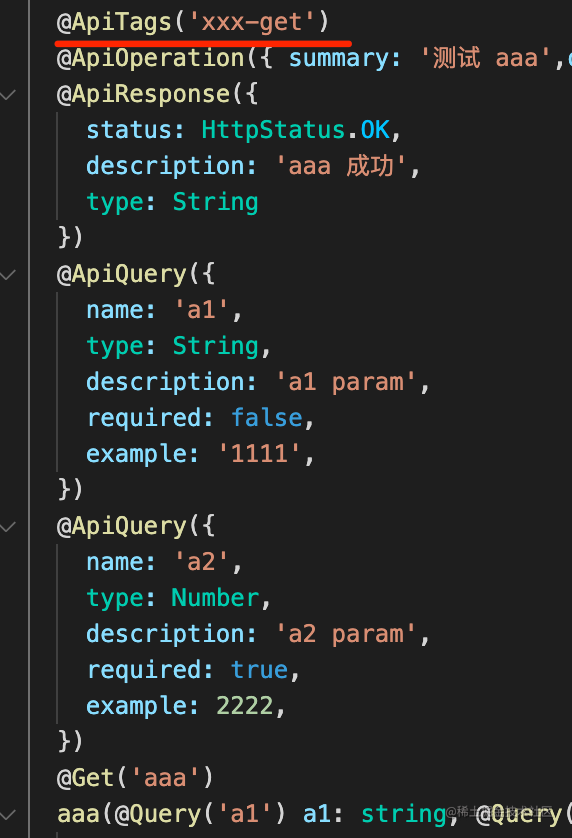 @ApiTags('xxx-get')
@ApiOperation({ summary: '测试 aaa',
@ApiResponse({
status: HttpStatus.OK,
description: 'aaa 成功',
type: String
})
@ApiQuery({
name: 'a1',
type: String,
description: 'a1 param',
required: false,
example: '1111',
})
@ApiQuery({
name: 'a2',
type: Number,
description: 'a2 param',
required: true,
example: 2222,
})
@Get('aaa')
aaa(@Query('a1') a1: string, @Query(
@稀土掘金技术社区